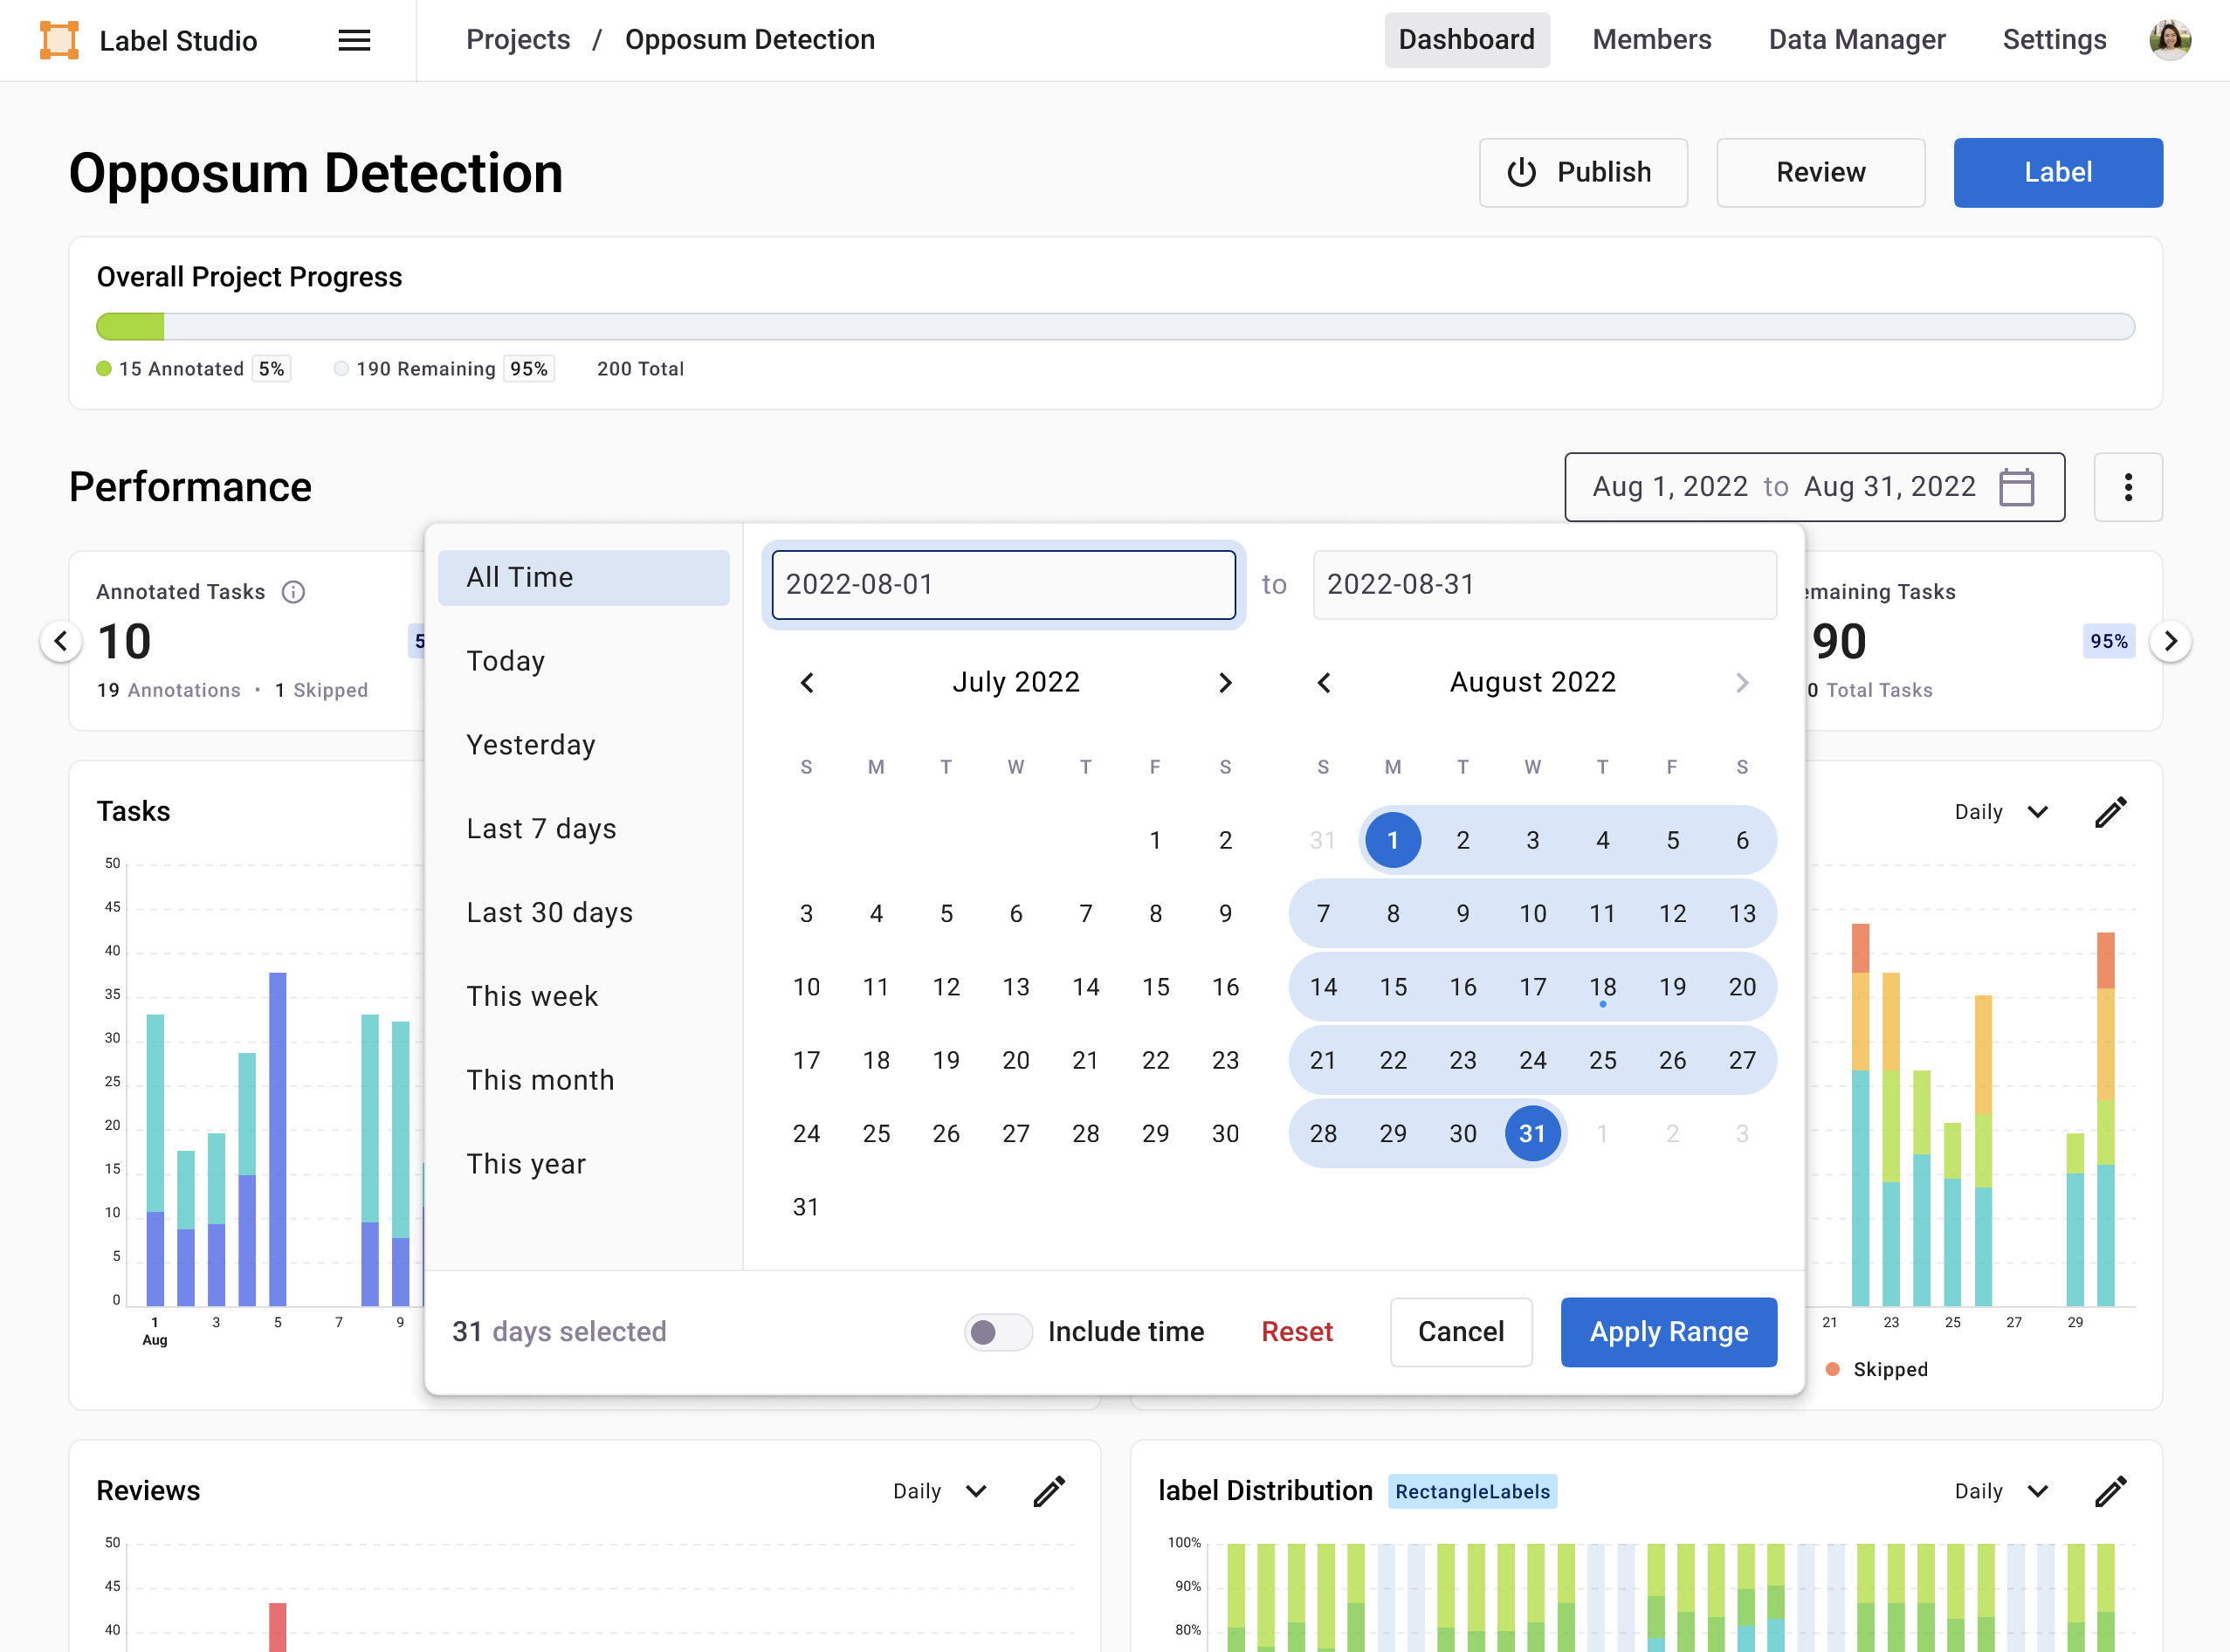 Label Studio
Projects / Opposum Detection
Dashboard
Members
Data Manager
Settings
Opposum Detection
Publish
Review
Label
Overall Project Progress
15 Annotated 5%
190 Remaining 95%
200 Total
Performance
Aug 1, 2022 to Aug 31, 2022
Annotated Tasks
10
5
19 Annotations • 1 Skipped
emaining Tasks
90
95%
0 Total Tasks
All Time
Today
Yesterday
Last 7 days
Last 30 days
This week
This month
This year
2022-08-01 to 2022-08-31
July 2022
S M T W T F S
1 2
3 4 5 6 7 8 9
10 11 12 13 14 15 16
17 18 19 20 21 22 23
24 25 26 27 28 29 30
31
August 2022
S M T W T F S
31 1 2 3 4 5 6
7 8 9 10 11 12 13
14 15 16 17 18 19 20
21 22 23 24 25 26 27
28 29 30 31 1 2 3
31 days selected
Include time
Reset
Cancel
Apply Range
Tasks
50
45
40
35
30
25
20
15
10
5
0
1 3 5 7 9
Aug
Daily
21 23 25 27 29
Skipped
Reviews
Daily
50
45
40
label Distribution RectangleLabels
Daily
100%
90%
80%